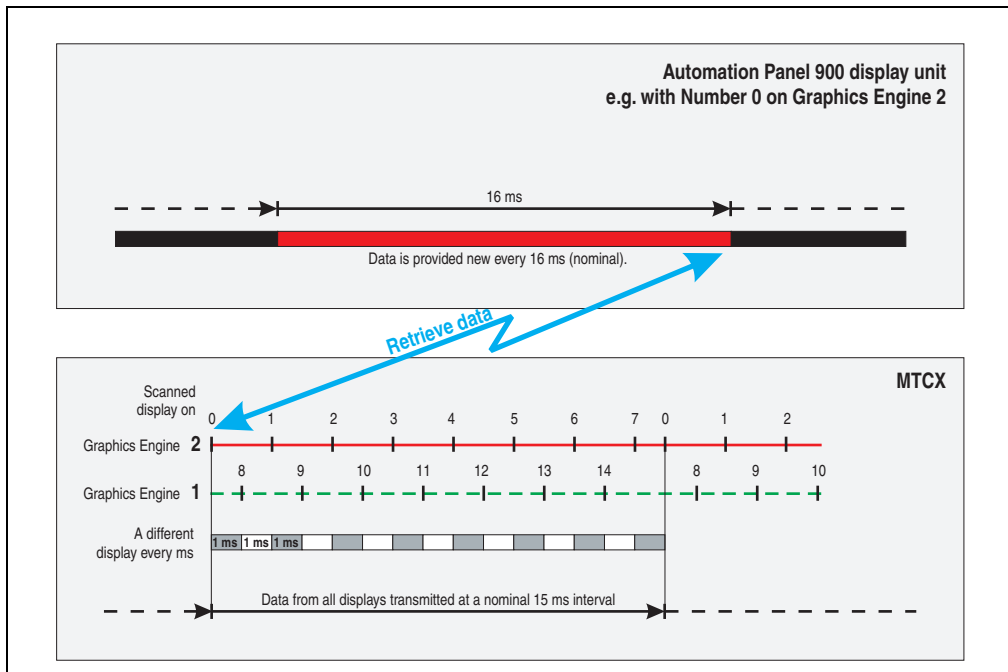 Automation Panel 900 display unit
e.g. with Number 0 on Graphics Engine 2
16 ms
Data is provided new every 16 ms (nominal).
Retrieve data
MTCX
Scanned
display on
0 1 2 3 4 5 6 7 0 1 2
Graphics Engine 2
8 9 10 11 12 13 14 8 9 10
Graphics Engine 1
A different
display every ms
1 ms 1 ms 1 ms
Data from all displays transmitted at a nominal 15 ms interval